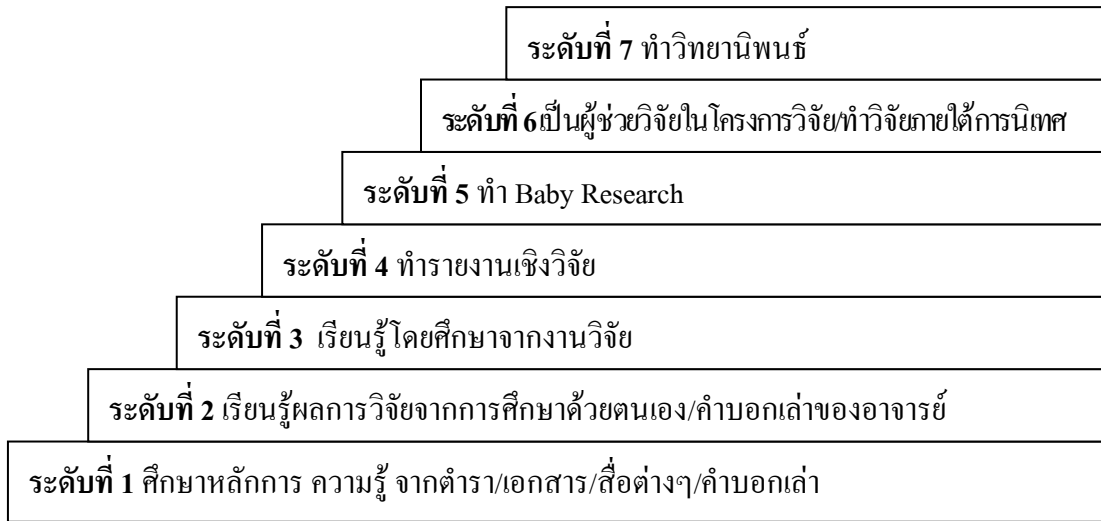 ระดับที่ 7 ทำวิทยานิพนธ์
ระดับที่ 6 เป็นผู้ช่วยวิจัยในโครงการวิจัย/ทำวิจัยภายใต้การนิเทศ
ระดับที่ 5 ทำ Baby Research
ระดับที่ 4 ทำรายงานเชิงวิจัย
ระดับที่ 3 เรียนรู้โดยศึกษาจากงานวิจัย
ระดับที่ 2 เรียนรู้ผลการวิจัยจากการศึกษาด้วยตนเอง/คำบอกเล่าของอาจารย์
ระดับที่ 1 ศึกษาหลักการ ความรู้ จากตำรา/เอกสาร/สื่อต่างๆ/คำบอกเล่า